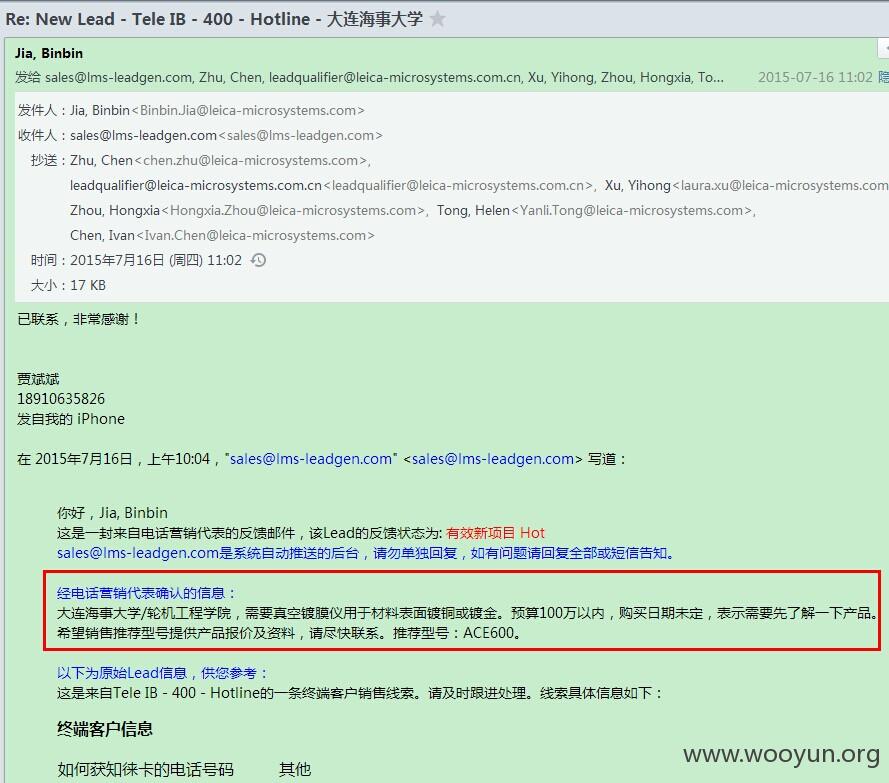 Re: New Lead - Tele IB - 400 - Hotline - 大连海事大学
Jia, Binbin
发给 sales@lms-leadgen.com, Zhu, Chen, leadqualifier@leica-microsystems.com.cn, Xu, Yihong, Zhou, Hongxia, To... 2015-07-16 11:02 隐
发件人：Jia, Binbin<Binbin.Jia@leica-microsystems.com>
收件人：sales@lms-leadgen.com<sales@lms-leadgen.com>
抄送：Zhu, Chen<chen.zhu@leica-microsystems.com>,
leadqualifier@leica-microsystems.com.cn<leadqualifier@leica-microsystems.com.cn>, Xu, Yihong<laura.xu@leica-microsystems.com
Zhou, Hongxia<Hongxia.Zhou@leica-microsystems.com>, Tong, Helen<Yanli.Tong@leica-microsystems.com>,
Chen, Ivan<Ivan.Chen@leica-microsystems.com>
时间：2015年7月16日 (周四) 11:02
大小：17 KB
已联系，非常感谢！
贾斌斌
18910635826
发自我的 iPhone
在 2015年7月16日，上午10:04，"sales@lms-leadgen.com" <sales@lms-leadgen.com> 写道：
你好，Jia, Binbin
这是一封来自电话营销代表的反馈邮件，该Lead的反馈状态为: 有效新项目 Hot
sales@lms-leadgen.com是系统自动推送的后台，请勿单独回复，如有问题请回复全部或短信告知。
经电话营销代表确认的信息：
大连海事大学/轮机工程学院，需要真空镀膜仪用于材料表面镀铜或镀金。预算100万以内，购买日期未定，表示需要先了解一下产品。
希望销售推荐型号提供产品报价及资料，请尽快联系。推荐型号：ACE600。
以下为原始Lead信息，供您参考：
这是来自Tele IB - 400 - Hotline的一条终端客户销售线索。请及时跟进处理。线索具体信息如下：
终端客户信息
如何获知徕卡的电话号码 其他
www.wooyun.org